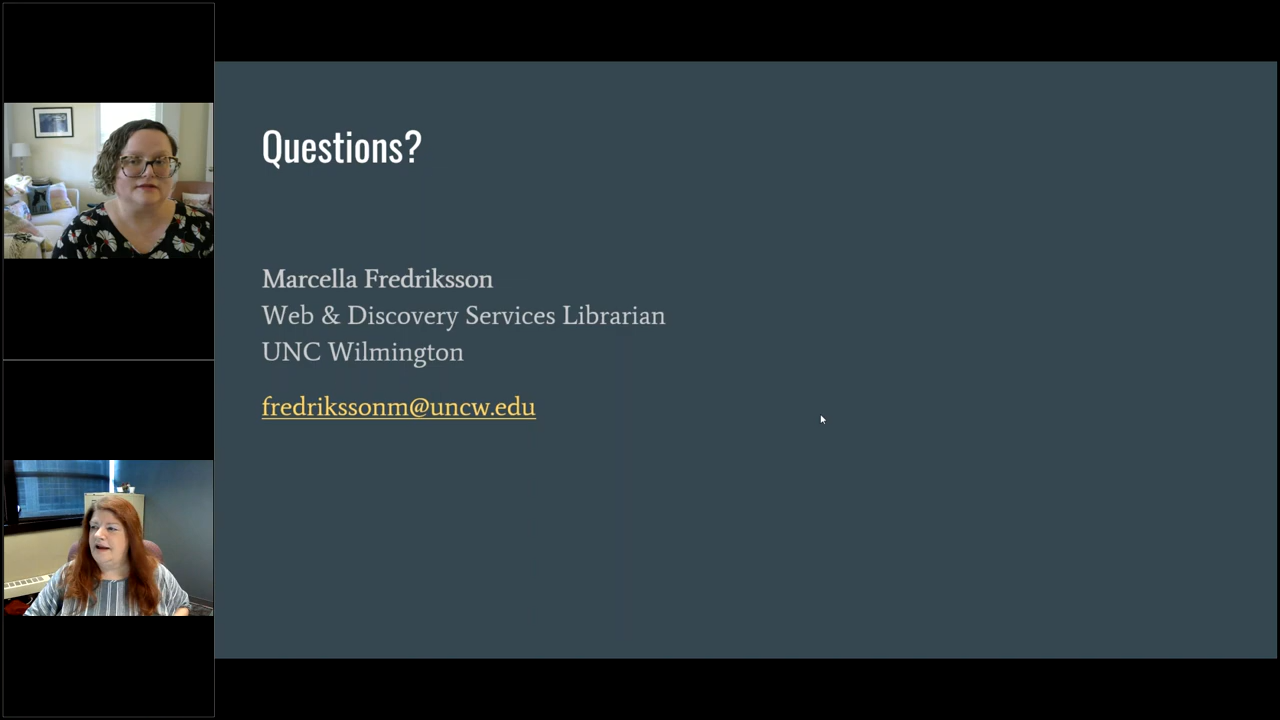 Questions?
Marcella Fredriksson
Web & Discovery Services Librarian
UNC Wilmington
fredrikssonm@uncw.edu